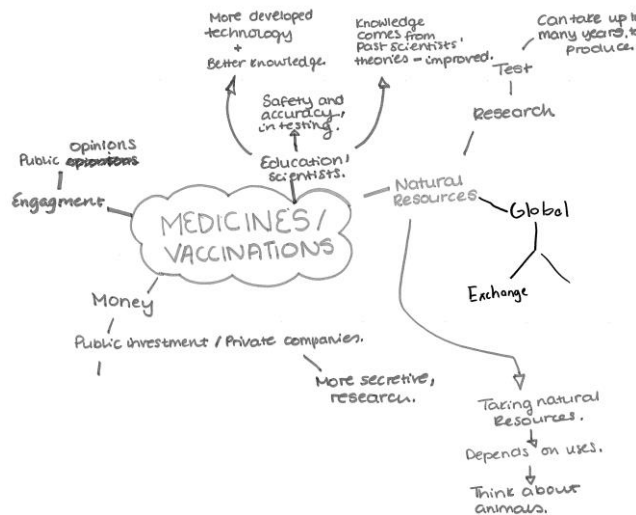 More developed
technology
+
Better knowledge.
Knowledge
comes from
Past scientists'
theories - improved.
Can take up
many years, t
produce.
Test
Research
Safety and
accuracy,
in testing.
Education/
scientists.
Public opinions
Engagment
MEDICINES/
VACCINATIONS
Natural
Resources
Global
Exchange
Money
Public investment / Private companies.
More secretive,
research.
Taking natural
Resources.
Depends on uses.
Think about
animals.